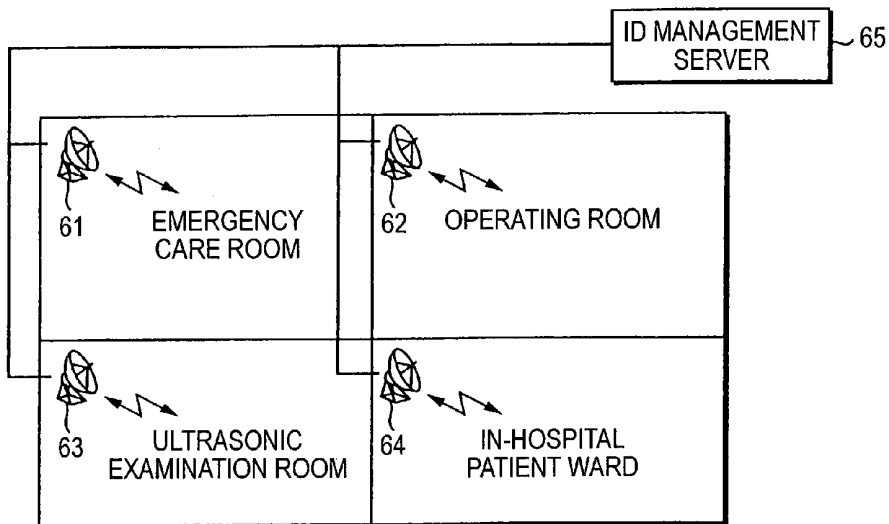 ID MANAGEMENT
SERVER
65
61
EMERGENCY
CARE ROOM
62
OPERATING ROOM
63
ULTRASONIC
EXAMINATION ROOM
64
IN-HOSPITAL
PATIENT WARD